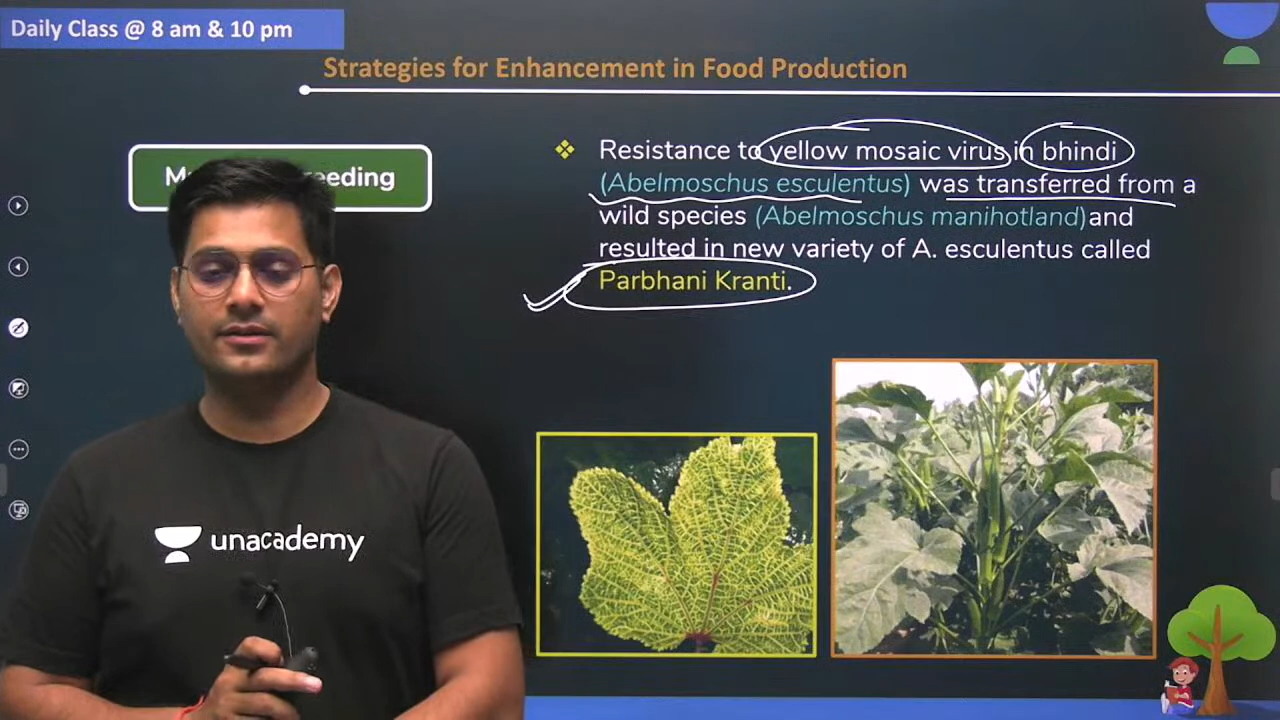 Daily Class @ 8 am & 10 pm
Strategies for Enhancement in Food Production
eeding
Resistance to yellow mosaic virus in bhindi
(Abelmoschus esculentus) was transferred from a
wild species (Abelmoschus manihotland)and
resulted in new variety of A. esculentus called
Parbhani Kranti.
unacademy